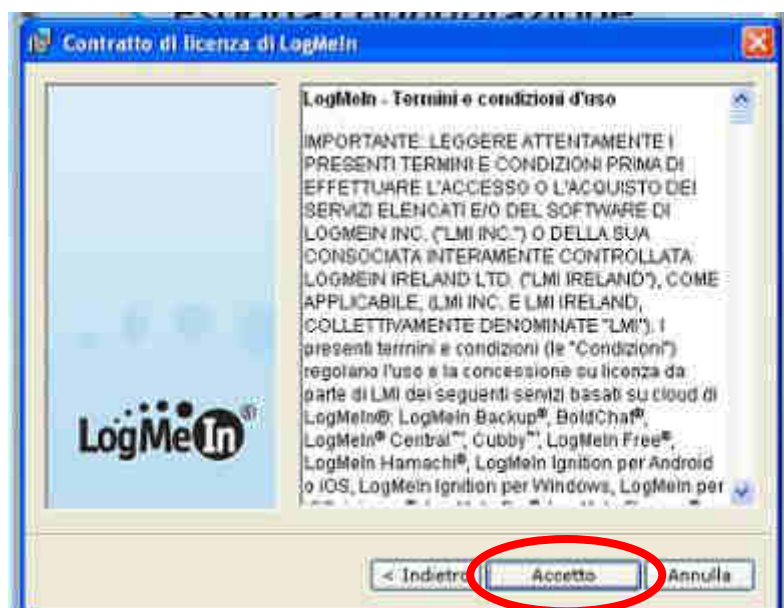 Contratto di licenza di LogMeIn
LogMeIn - Termini e condizioni d'uso
IMPORTANTE: LEGGERE ATTENTAMENTE I
PRESENTI TERMINI E CONDIZIONI PRIMA DI
EFFETTUARE L'ACCESSO O L'ACQUISTO DEI
SERVIZI ELENCATI E/O DEL SOFTWARE DI
LOGMEIN INC. ("LMI INC.") O DELLA SUA
CONSOCIATA INTERAMENTE CONTROLLATA
LOGMEIN IRELAND LTD. ("LMI IRELAND"), COME
APPLICABILE, (LMI INC. E LMI IRELAND,
COLLETTIVAMENTE DENOMINATE "LMI"). I
presenti termini e condizioni (le "Condizioni")
regolano l'uso e la concessione su licenza da
parte di LMI dei seguenti servizi basati su cloud di
LogMeIn®: LogMeIn Backup®, BoldChat®,
LogMeIn® Central™, Cubby™, LogMeIn Free®,
LogMeIn Hamachi®, LogMeIn Ignition per Android
o iOS, LogMeIn Ignition per Windows, LogMeIn per
LogMeIn®
< Indietro
Accetto
Annulla